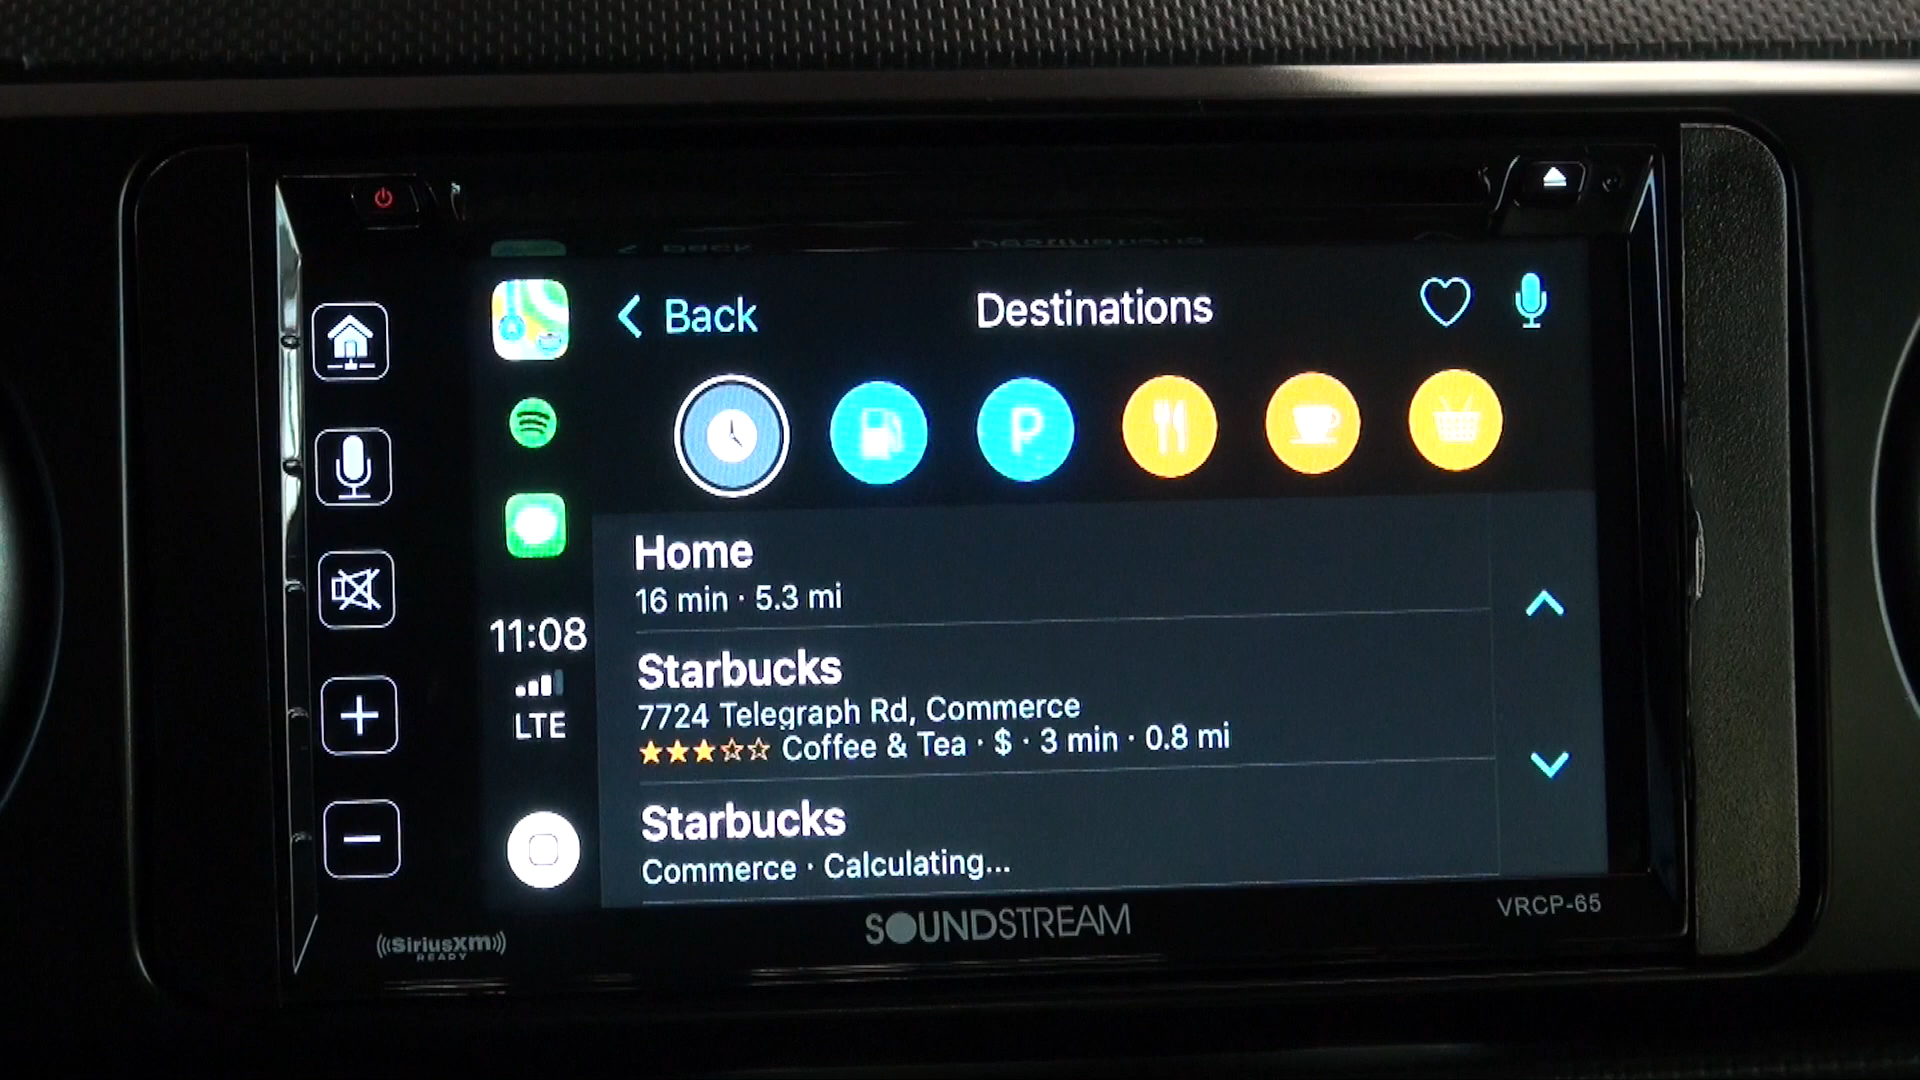 Back
Destinations
P
Home
16 min · 5.3 mi
11:08
LTE
Starbucks
7724 Telegraph Rd, Commerce
★★★☆☆ Coffee & Tea · $ · 3 min · 0.8 mi
Starbucks
Commerce · Calculating...
SOUNDSTREAM
VRCP-65
((SiriusXM))
READY